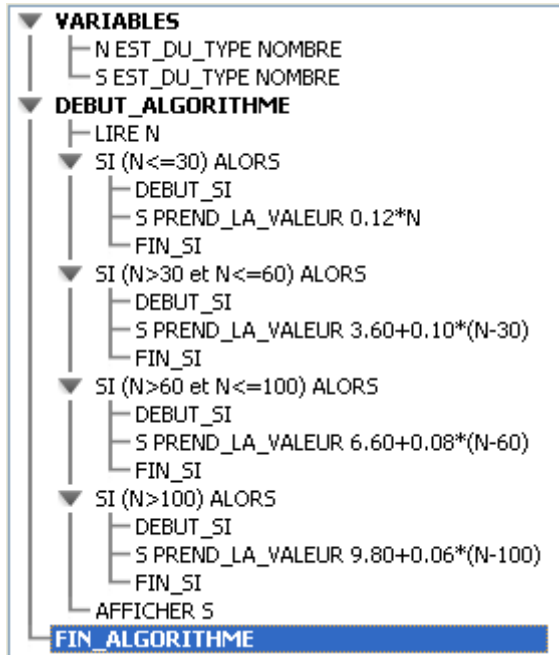 VARIABLES
N EST_DU_TYPE NOMBRE
S EST_DU_TYPE NOMBRE
DEBUT_ALGORITHME
LIRE N
SI (N<=30) ALORS
DEBUT_SI
S PREND_LA_VALEUR 0.12*N
FIN_SI
SI (N>30 et N<=60) ALORS
DEBUT_SI
S PREND_LA_VALEUR 3.60+0.10*(N-30)
FIN_SI
SI (N>60 et N<=100) ALORS
DEBUT_SI
S PREND_LA_VALEUR 6.60+0.08*(N-60)
FIN_SI
SI (N>100) ALORS
DEBUT_SI
S PREND_LA_VALEUR 9.80+0.06*(N-100)
FIN_SI
AFFICHER S
FIN_ALGORITHME